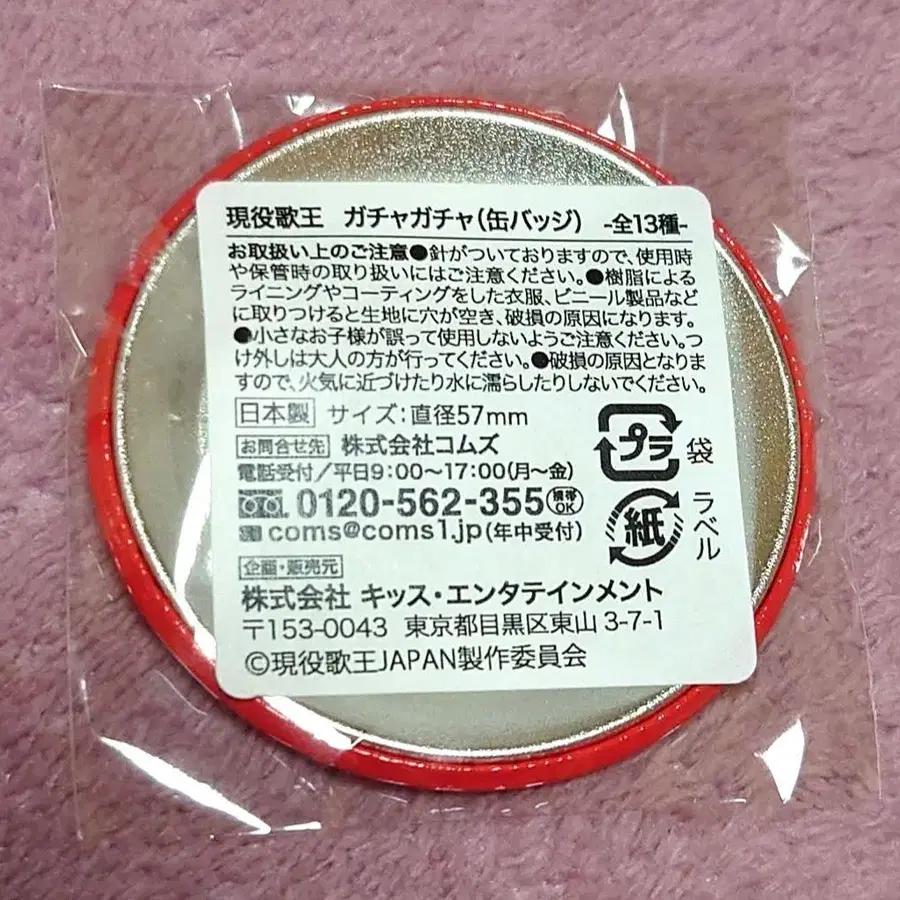 現役歌王 ガチャガチャ(缶バッジ) -全13種-
お取扱い上のご注意●針がついておりますので、使用時
や保管時の取り扱いにはご注意ください。●樹脂による
ライニングやコーティングをした衣服、ビニール製品など
に取りつけると生地に穴が空き、破損の原因になります。
●小さなお子様が誤って使用しないようご注意ください。つ
け外しは大人の方が行ってください。●破損の原因となりま
すので、火気に近づけたり水に濡らしたりしないでください。
日本製 サイズ:直径57mm
お問合せ先 株式会社コムズ
電話受付/平日9:00〜17:00(月〜金)
0120-562-355 携帯OK
coms@coms1.jp(年中受付)
プラ 袋
紙 ラベル
企画・販売元
株式会社 キッス・エンタテインメント
〒153-0043 東京都目黒区東山 3-7-1
©現役歌王JAPAN製作委員会